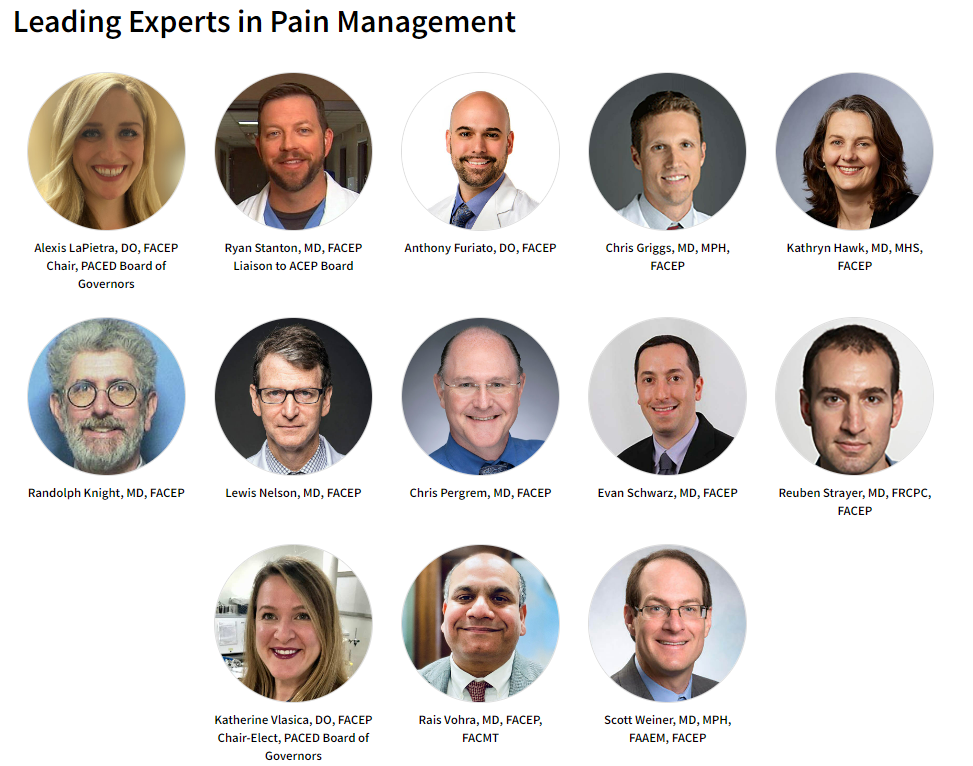 Leading Experts in Pain Management
Alexis LaPietra, DO, FACEP
Chair, PACED Board of
Governors
Ryan Stanton, MD, FACEP
Liaison to ACEP Board
Anthony Furiato, DO, FACEP
Chris Griggs, MD, MPH,
FACEP
Kathryn Hawk, MD, MHS,
FACEP
Randolph Knight, MD, FACEP
Lewis Nelson, MD, FACEP
Chris Pergrem, MD, FACEP
Evan Schwarz, MD, FACEP
Reuben Strayer, MD, FRCPC,
FACEP
Katherine Vlasica, DO, FACEP
Chair-Elect, PACED Board of
Governors
Rais Vohra, MD, FACEP,
FACMT
Scott Weiner, MD, MPH,
FAAEM, FACEP